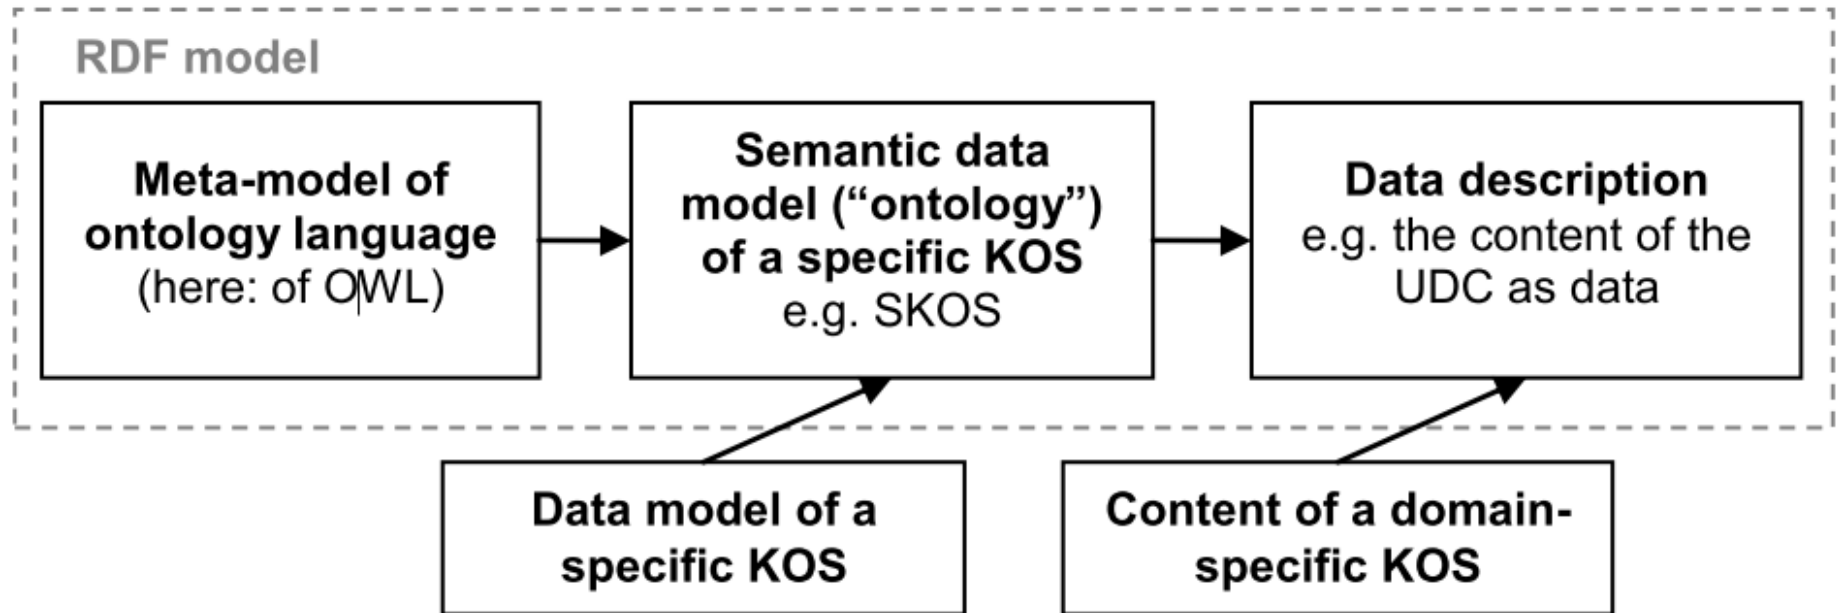 RDF model
Meta-model of
ontology language
(here: of OWL)
Semantic data
model (“ontology”)
of a specific KOS
e.g. SKOS
Data description
e.g. the content of the
UDC as data
Data model of a
specific KOS
Content of a domain-
specific KOS